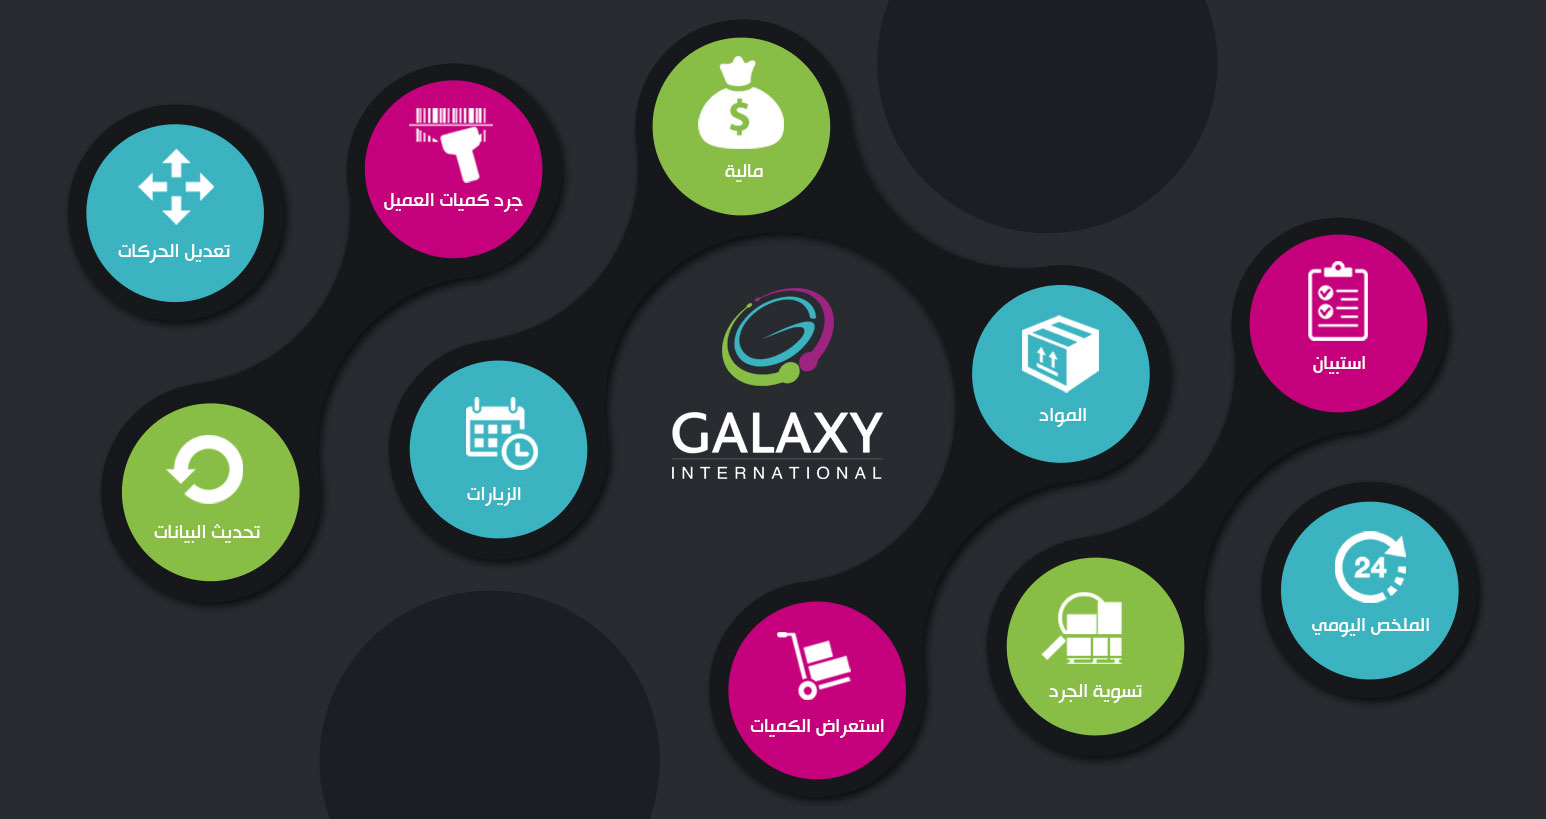 مالية
$
جرد كميات العميل
تعديل الحركات
استبيان
المواد
GALAXY
INTERNATIONAL
الزيارات
تحديث البيانات
24
الملخص اليومي
تسوية الجرد
استعراض الكميات